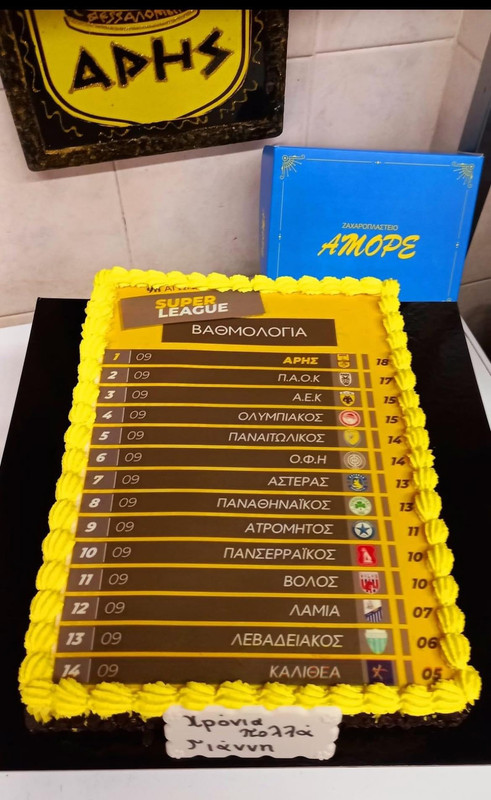 ΘΕΣΣΑΛΟΝΙΚΗ
ΑΡΗΣ
ΖΑΧΑΡΟΠΛΑΣΤΕΙΟ
ΑΜΟΡΕ
SUPER
LEAGUE
ΒΑΘΜΟΛΟΓΙΑ
1 09 ΑΡΗΣ 18
2 09 Π.Α.Ο.Κ 17
3 09 Α.Ε.Κ 15
4 09 ΟΛΥΜΠΙΑΚΟΣ 15
5 09 ΠΑΝΑΙΤΩΛΙΚΟΣ 14
6 09 Ο.Φ.Η 14
7 09 ΑΣΤΕΡΑΣ 13
8 09 ΠΑΝΑΘΗΝΑΪΚΟΣ 13
9 09 ΑΤΡΟΜΗΤΟΣ 11
10 09 ΠΑΝΣΕΡΡΑΪΚΟΣ 10
11 09 ΒΟΛΟΣ 10
12 09 ΛΑΜΙΑ 07
13 09 ΛΕΒΑΔΕΙΑΚΟΣ 06
14 09 ΚΑΛΙΘΕΑ 05
Χρόνια
πολλά
Γιάννη